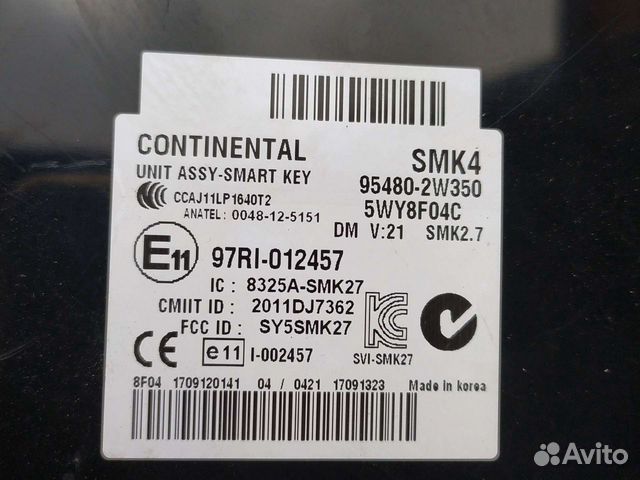 CONTINENTAL
SMK4
UNIT ASSY-SMART KEY
95480-2W350
CCAJ11LP1640T2
5WY8F04C
ANATEL : 0048-12-5151
DM V:21 SMK2.7
E11 97RI-012457
IC : 8325A-SMK27
CMIIT ID : 2011DJ7362
FCC ID : SY5SMK27
CE e11 I-002457
SVI-SMK27
8F04 1709120141 04 / 0421 17091323 Made in korea
Avito